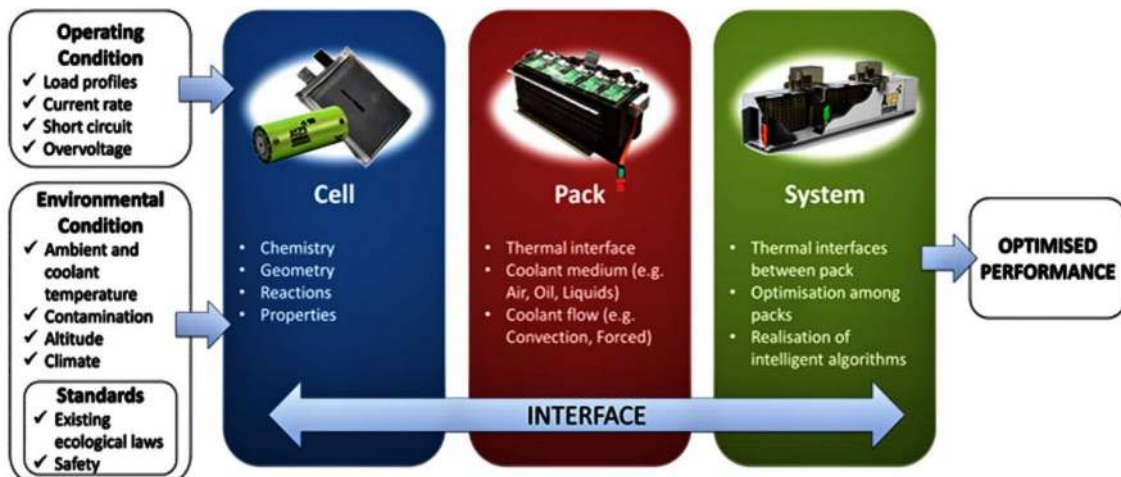 Operating
Condition
✓ Load profiles
✓ Current rate
✓ Short circuit
✓ Overvoltage
Environmental
Condition
✓ Ambient and
coolant
temperature
✓ Contamination
✓ Altitude
✓ Climate
Standards
✓ Existing
ecological laws
✓ Safety
Cell
• Chemistry
• Geometry
• Reactions
• Properties
Pack
• Thermal interface
• Coolant medium (e.g.
Air, Oil, Liquids)
• Coolant flow (e.g.
Convection, Forced)
System
• Thermal interfaces
between pack
• Optimisation among
packs
• Realisation of
intelligent algorithms
INTERFACE
OPTIMISED
PERFORMANCE